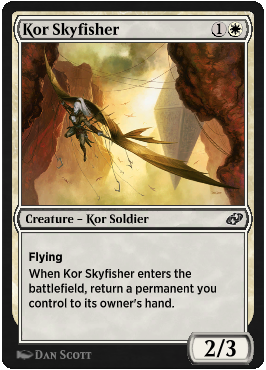 Kor Skyfisher 1
Creature – Kor Soldier
Flying
When Kor Skyfisher enters the
battlefield, return a permanent you
control to its owner's hand.
DAN SCOTT
2/3